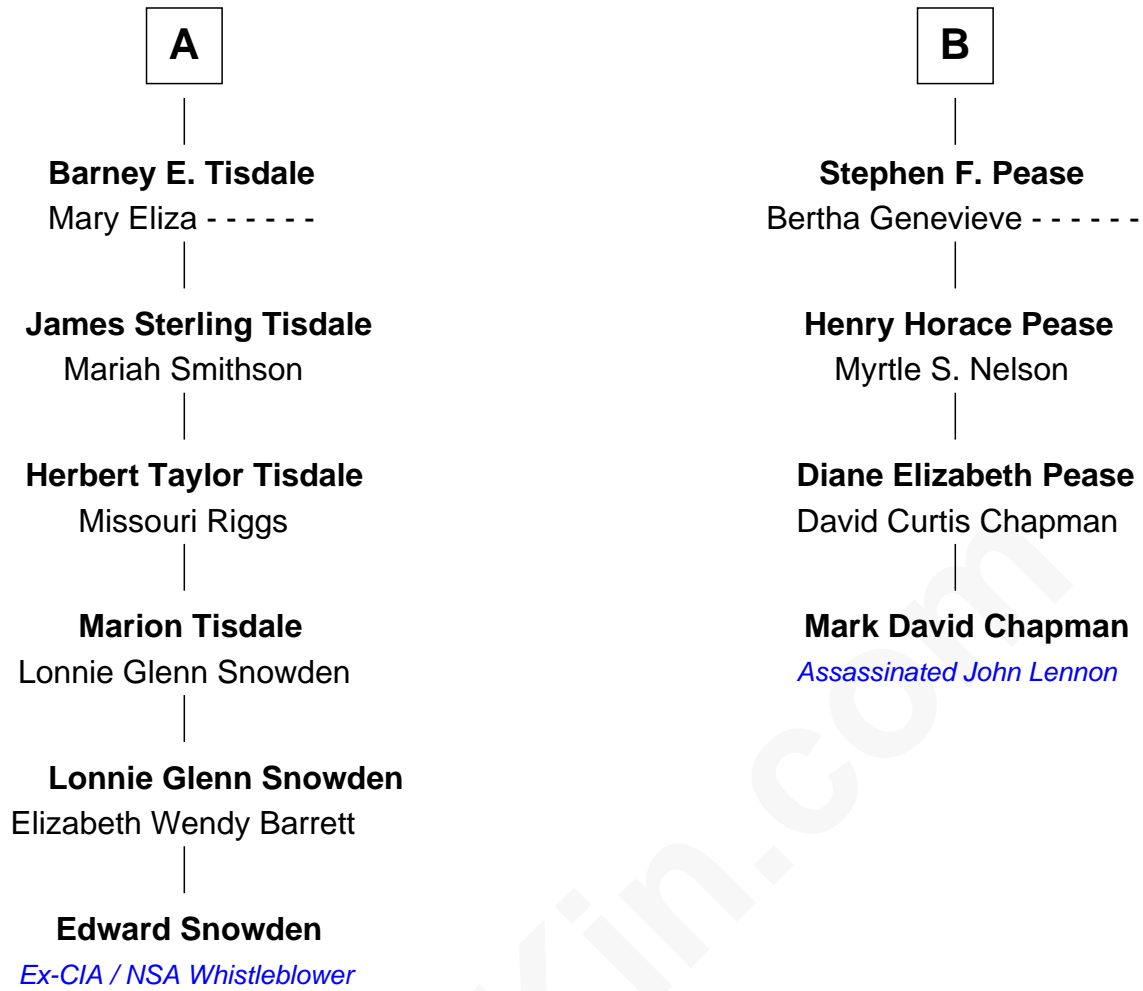 A
Barney E. Tisdale
Mary Eliza - - - - - -
James Sterling Tisdale
Mariah Smithson
Herbert Taylor Tisdale
Missouri Riggs
Marion Tisdale
Lonnie Glenn Snowden
Lonnie Glenn Snowden
Elizabeth Wendy Barrett
Edward Snowden
Ex-CIA / NSA Whistleblower
B
Stephen F. Pease
Bertha Genevieve - - - - - -
Henry Horace Pease
Myrtle S. Nelson
Diane Elizabeth Pease
David Curtis Chapman
Mark David Chapman
Assassinated John Lennon